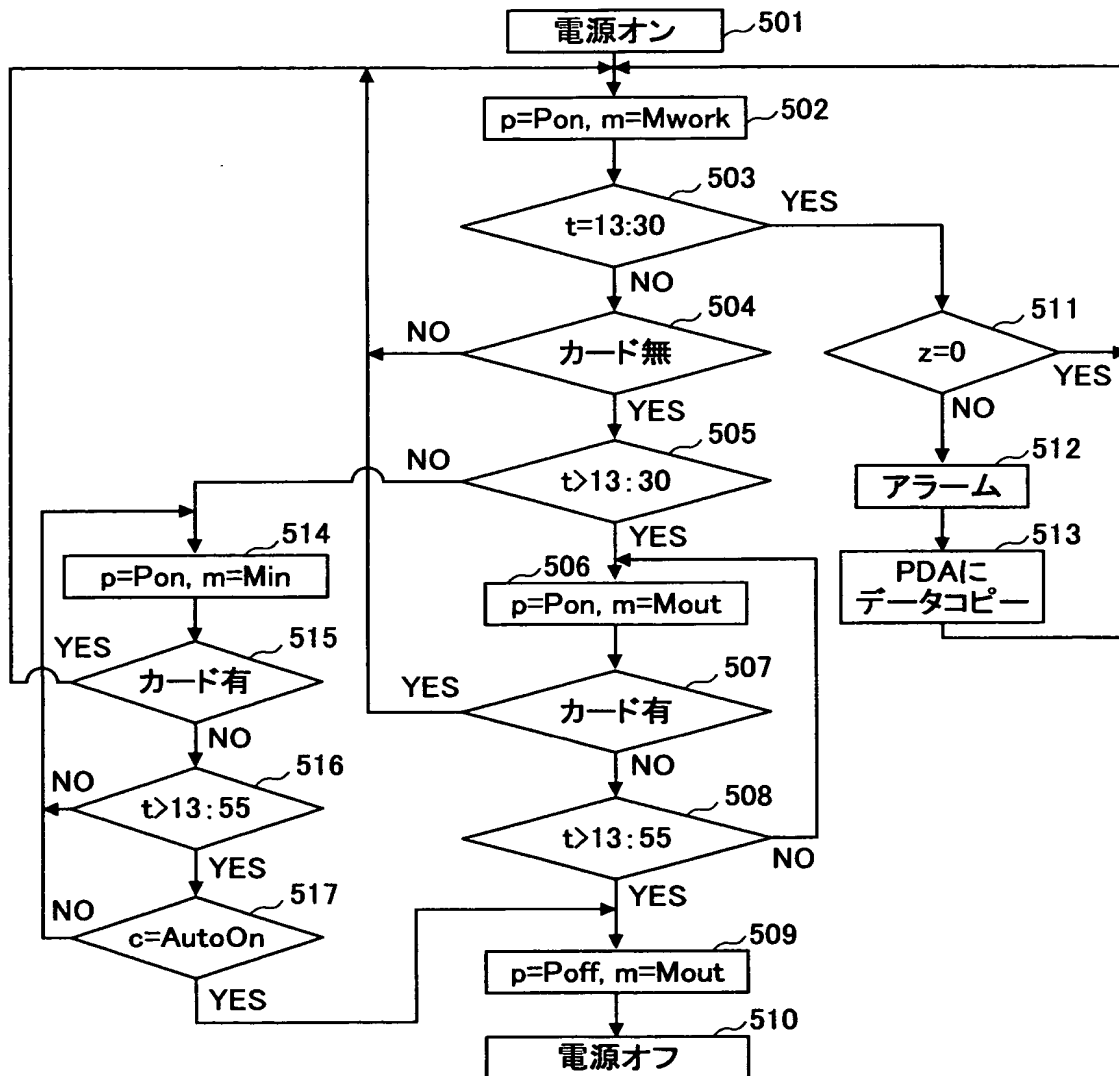 電源オン
501
p=Pon, m=Mwork
502
503
t=13:30
YES
NO
504
カード無
NO
YES
511
z=0
YES
NO
505
t>13:30
NO
YES
512
アラーム
513
PDAに
データコピー
514
p=Pon, m=Min
506
p=Pon, m=Mout
515
カード有
YES
NO
507
カード有
YES
NO
516
t>13:55
NO
YES
508
t>13:55
NO
YES
517
c=AutoOn
NO
YES
509
p=Poff, m=Mout
510
電源オフ